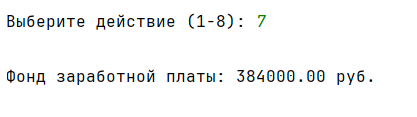 Выберите действие (1-8): 7
Фонд заработной платы: 384000.00 руб.